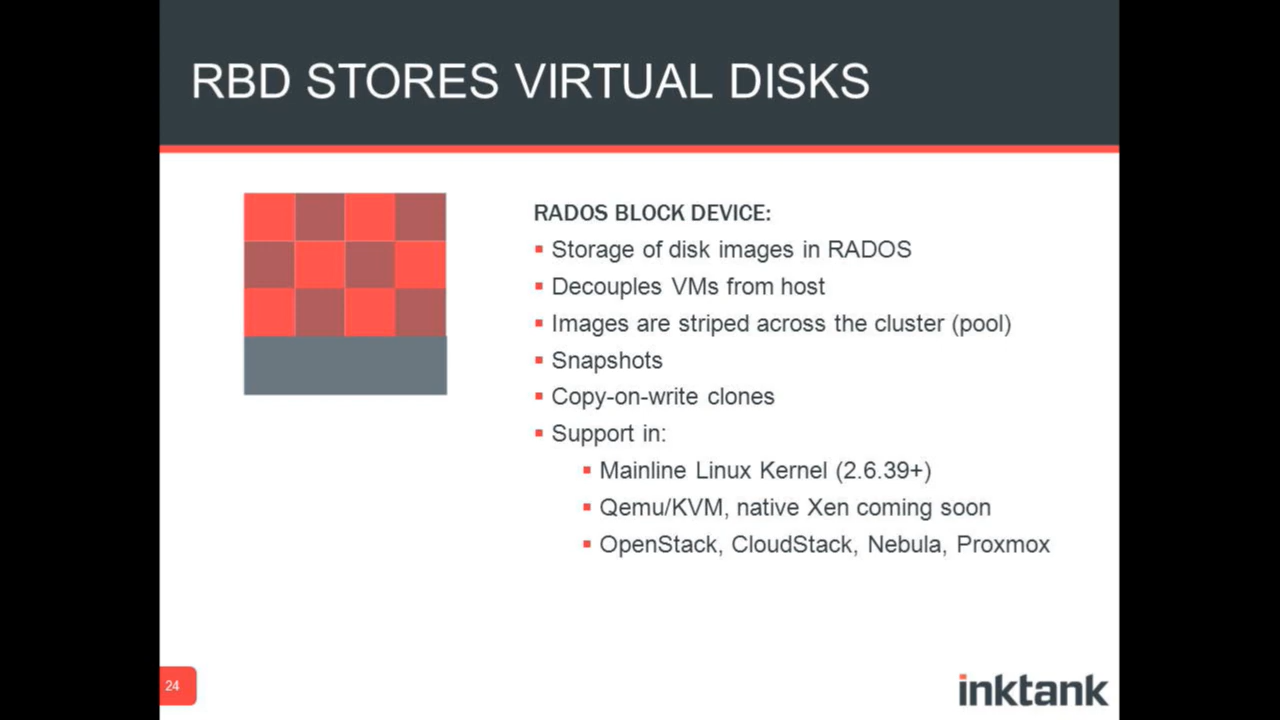 RBD STORES VIRTUAL DISKS
RADOS BLOCK DEVICE:
Storage of disk images in RADOS
Decouples VMs from host
Images are striped across the cluster (pool)
Snapshots
Copy-on-write clones
Support in:
Mainline Linux Kernel (2.6.39+)
Qemu/KVM, native Xen coming soon
OpenStack, CloudStack, Nebula, Proxmox
24
inktank